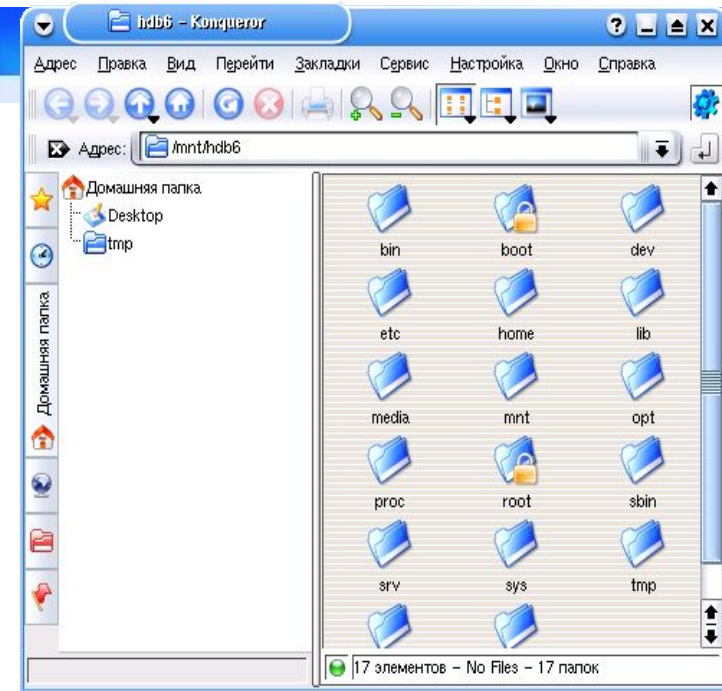 hdb6 – Konqueror
Адрес Правка Вид Перейти Закладки Сервис Настройка Окно Справка
Адрес: /mnt/hdb6
Домашняя папка
Домашняя папка
Desktop
tmp
bin boot dev
etc home lib
media mnt opt
proc root sbin
srv sys tmp
17 элементов – No Files – 17 папок